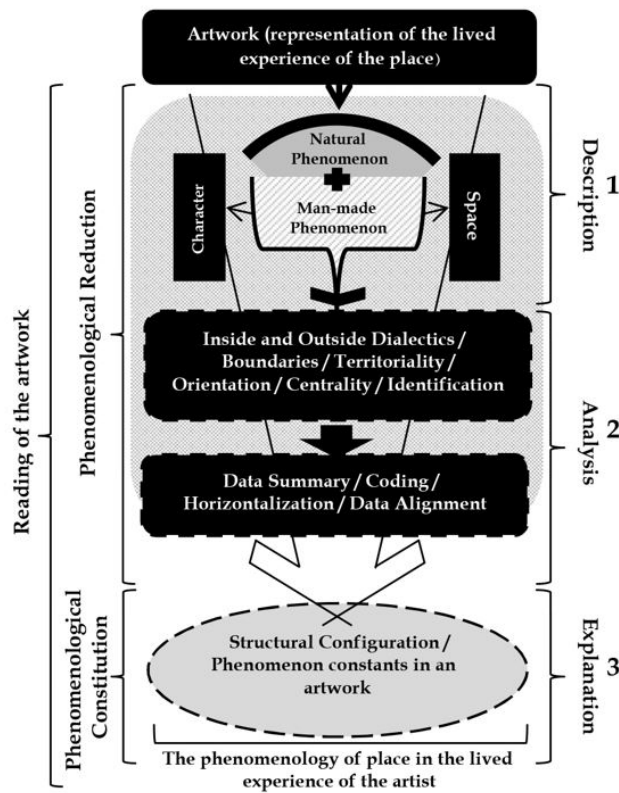 Artwork (representation of the lived
experience of the place)
Natural
Phenomenon
Man-made
Phenomenon
Character
Space
Inside and Outside Dialectics /
Boundaries / Territoriality /
Orientation / Centrality / Identification
Data Summary / Coding /
Horizontalization / Data Alignment
Structural Configuration /
Phenomenon constants in an
artwork
The phenomenology of place in the lived
experience of the artist
Reading of the artwork
Phenomenological Reduction
Phenomenological
Constitution
Description
1
Analysis
2
Explanation
3